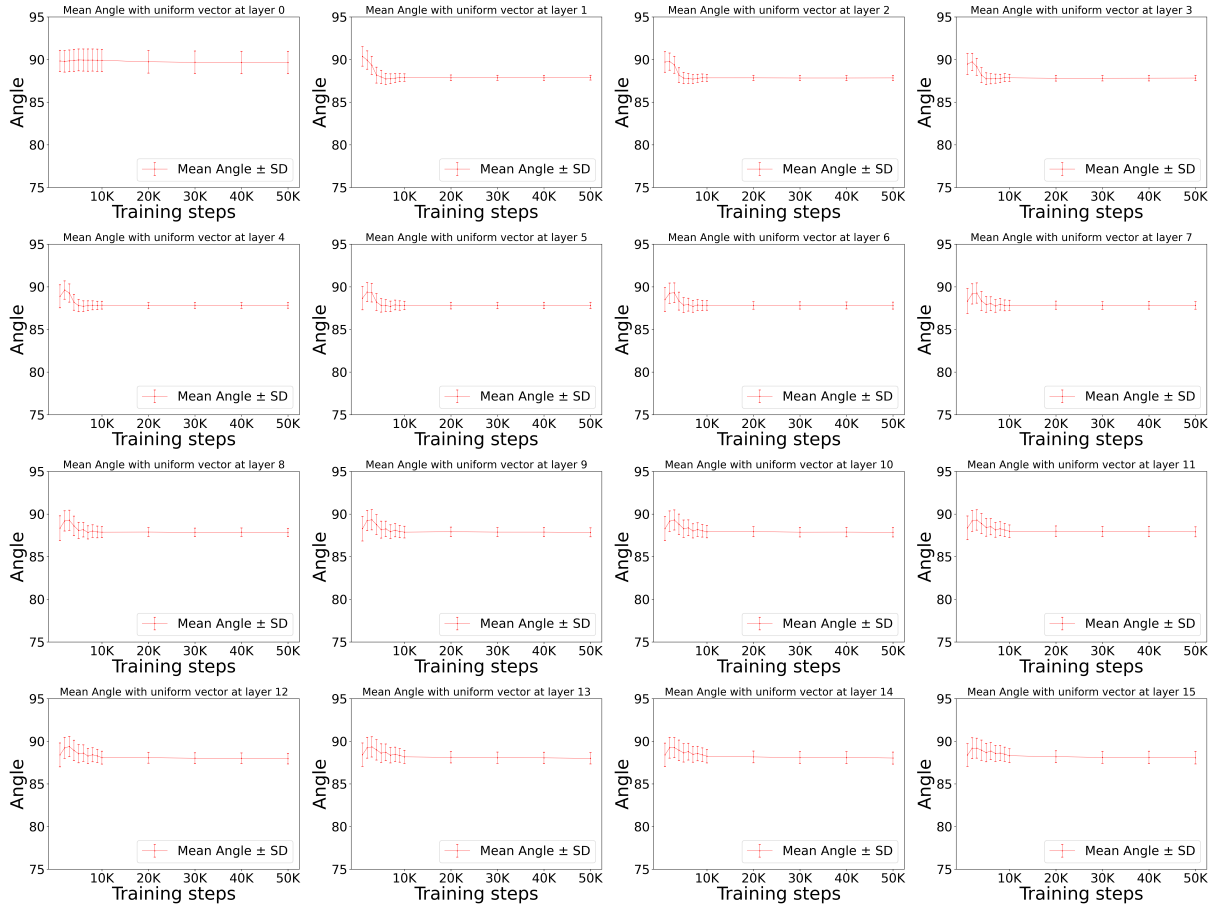 Mean Angle with uniform vector at layer 0
95
90
85
80
75
Angle
Mean Angle ± SD
10K 20K 30K 40K 50K
Training steps
Mean Angle with uniform vector at layer 1
95
90
85
80
75
Angle
Mean Angle ± SD
10K 20K 30K 40K 50K
Training steps
Mean Angle with uniform vector at layer 2
95
90
85
80
75
Angle
Mean Angle ± SD
10K 20K 30K 40K 50K
Training steps
Mean Angle with uniform vector at layer 3
95
90
85
80
75
Angle
Mean Angle ± SD
10K 20K 30K 40K 50K
Training steps
Mean Angle with uniform vector at layer 4
95
90
85
80
75
Angle
Mean Angle ± SD
10K 20K 30K 40K 50K
Training steps
Mean Angle with uniform vector at layer 5
95
90
85
80
75
Angle
Mean Angle ± SD
10K 20K 30K 40K 50K
Training steps
Mean Angle with uniform vector at layer 6
95
90
85
80
75
Angle
Mean Angle ± SD
10K 20K 30K 40K 50K
Training steps
Mean Angle with uniform vector at layer 7
95
90
85
80
75
Angle
Mean Angle ± SD
10K 20K 30K 40K 50K
Training steps
Mean Angle with uniform vector at layer 8
95
90
85
80
75
Angle
Mean Angle ± SD
10K 20K 30K 40K 50K
Training steps
Mean Angle with uniform vector at layer 9
95
90
85
80
75
Angle
Mean Angle ± SD
10K 20K 30K 40K 50K
Training steps
Mean Angle with uniform vector at layer 10
95
90
85
80
75
Angle
Mean Angle ± SD
10K 20K 30K 40K 50K
Training steps
Mean Angle with uniform vector at layer 11
95
90
85
80
75
Angle
Mean Angle ± SD
10K 20K 30K 40K 50K
Training steps
Mean Angle with uniform vector at layer 12
95
90
85
80
75
Angle
Mean Angle ± SD
10K 20K 30K 40K 50K
Training steps
Mean Angle with uniform vector at layer 13
95
90
85
80
75
Angle
Mean Angle ± SD
10K 20K 30K 40K 50K
Training steps
Mean Angle with uniform vector at layer 14
95
90
85
80
75
Angle
Mean Angle ± SD
10K 20K 30K 40K 50K
Training steps
Mean Angle with uniform vector at layer 15
95
90
85
80
75
Angle
Mean Angle ± SD
10K 20K 30K 40K 50K
Training steps